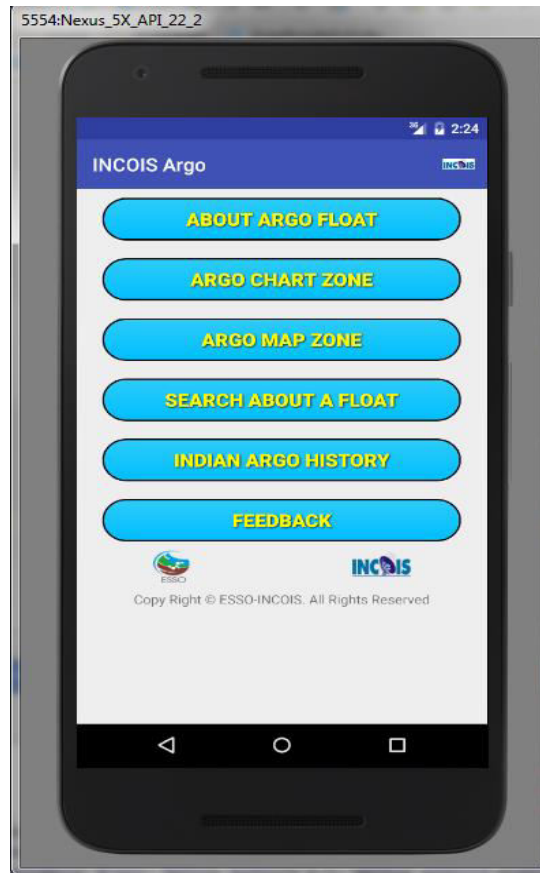 5554:Nexus_5X_API_22_2
3G 2:24
INCOIS Argo INCOIS
ABOUT ARGO FLOAT
ARGO CHART ZONE
ARGO MAP ZONE
SEARCH ABOUT A FLOAT
INDIAN ARGO HISTORY
FEEDBACK
ESSO INCOIS
Copy Right © ESSO-INCOIS. All Rights Reserved